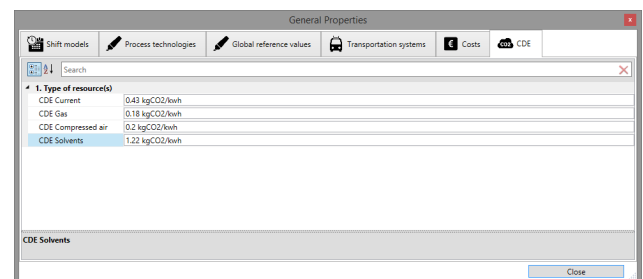 General Properties
x
Shift models Process technologies Global reference values Transportation systems € Costs CO2 CDE
Search
1. Type of resource(s)
CDE Current 0.43 kgCO2/kwh
CDE Gas 0.18 kgCO2/kwh
CDE Compressed air 0.2 kgCO2/kwh
CDE Solvents 1.22 kgCO2/kwh
CDE Solvents
Close